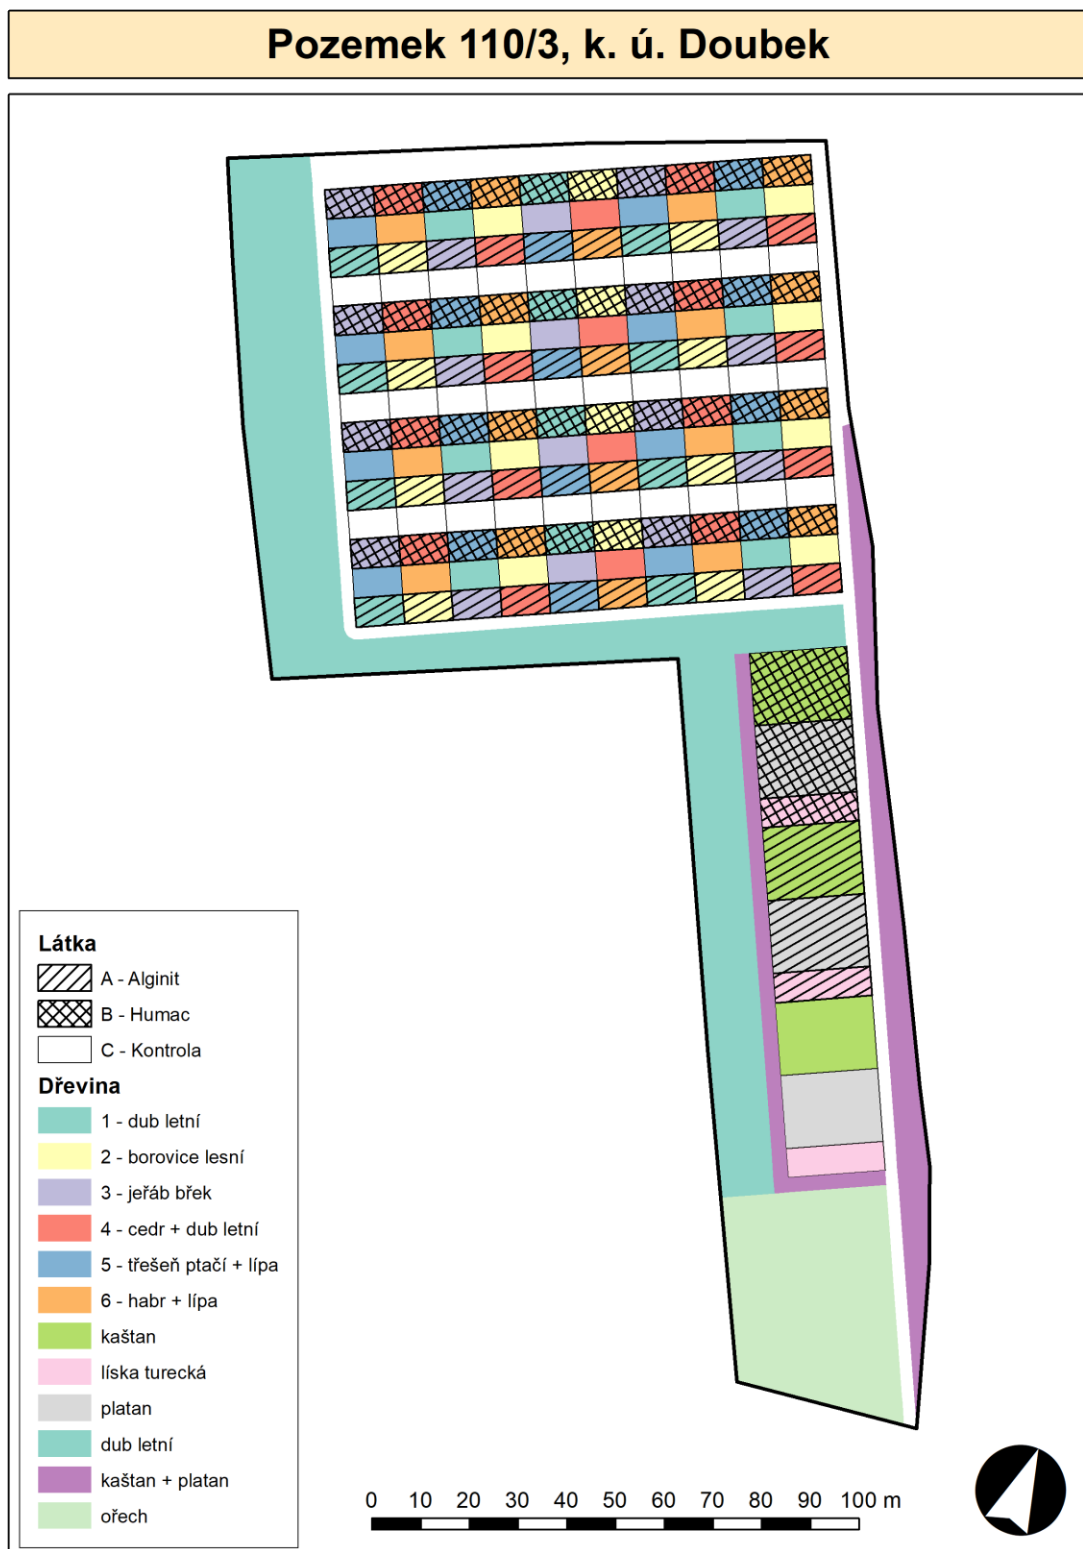 Pozemek 110/3, k. ú. Doubek
Látka
A - Alginit
B - Humac
C - Kontrola
Dřevina
1 - dub letní
2 - borovice lesní
3 - jeřáb břek
4 - cedr + dub letní
5 - třešeň ptačí + lípa
6 - habr + lípa
kaštan
líska turecká
platan
dub letní
kaštan + platan
ořech
0 10 20 30 40 50 60 70 80 90 100 m